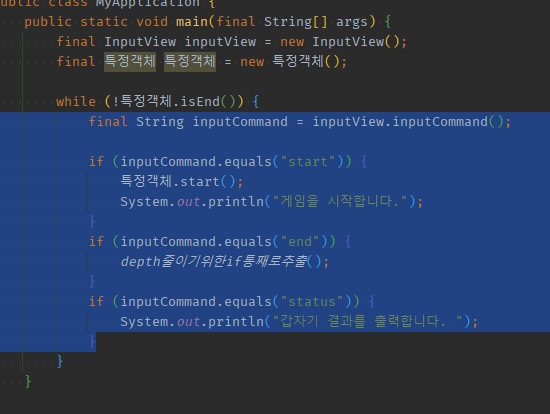 ublic class MyApplication {
public static void main(final String[] args) {
final InputView inputView = new InputView();
final 특정객체 특정객체 = new 특정객체();
while (!특정객체.isEnd()) {
final String inputCommand = inputView.inputCommand();
if (inputCommand.equals("start")) {
특정객체.start();
System.out.println("게임을 시작합니다.");
}
if (inputCommand.equals("end")) {
depth줄이기위한if통째로추출();
}
if (inputCommand.equals("status")) {
System.out.println("갑자기 결과를 출력합니다. ");
}
}
}